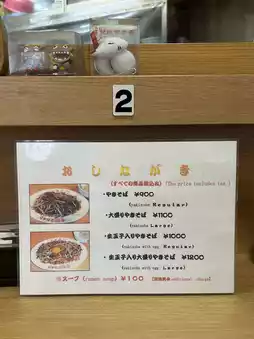 2
おしながき
(すべての商品税込み) (The price includes tax.)
・やきそば ¥900
(yakisoba Regular)
・大盛りやきそば ¥1100
(yakisoba Large)
・生玉子入りやきそば ¥1000
(yakisoba with egg Regular)
・生玉子入り大盛りやきそば ¥1200
(yakisoba with egg Large)
※スープ (ramen soup) ¥100